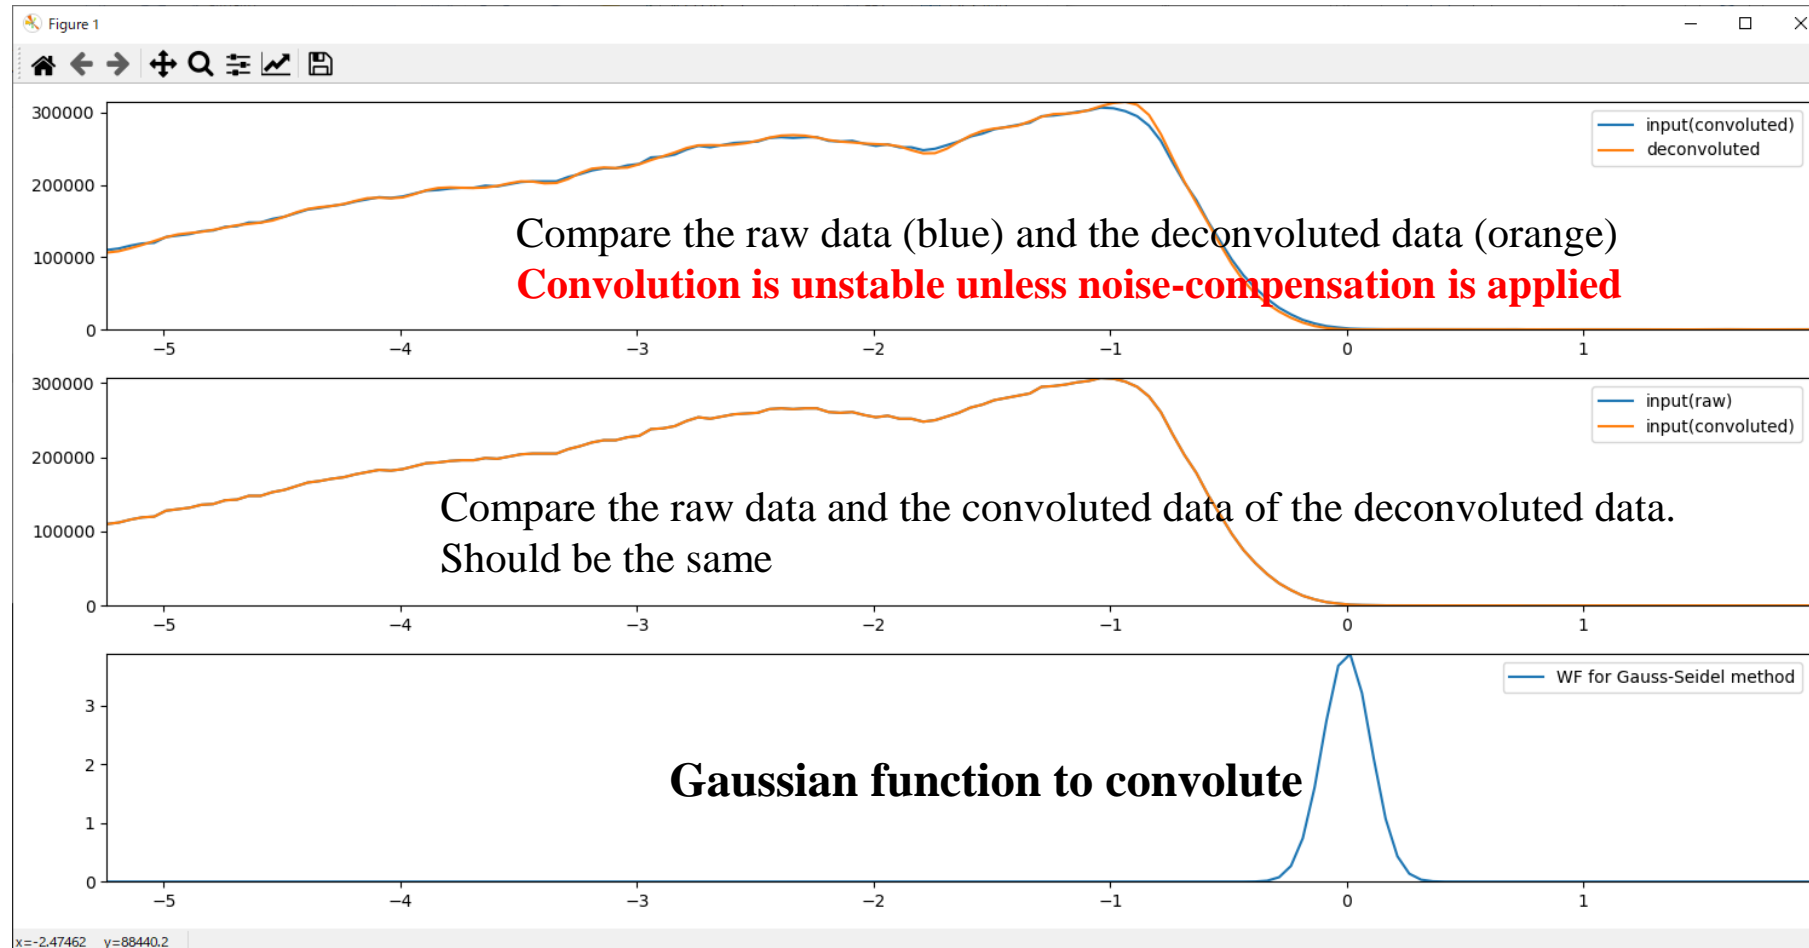 Figure 1
300000
200000
100000
0
input(convoluted)
deconvoluted
Compare the raw data (blue) and the deconvoluted data (orange)
Convolution is unstable unless noise-compensation is applied
−5 −4 −3 −2 −1 0 1
300000
200000
100000
0
input(raw)
input(convoluted)
Compare the raw data and the convoluted data of the deconvoluted data.
Should be the same
−5 −4 −3 −2 −1 0 1
3
2
1
0
WF for Gauss-Seidel method
Gaussian function to convolute
−5 −4 −3 −2 −1 0 1
x=-2.47462 y=88440.2